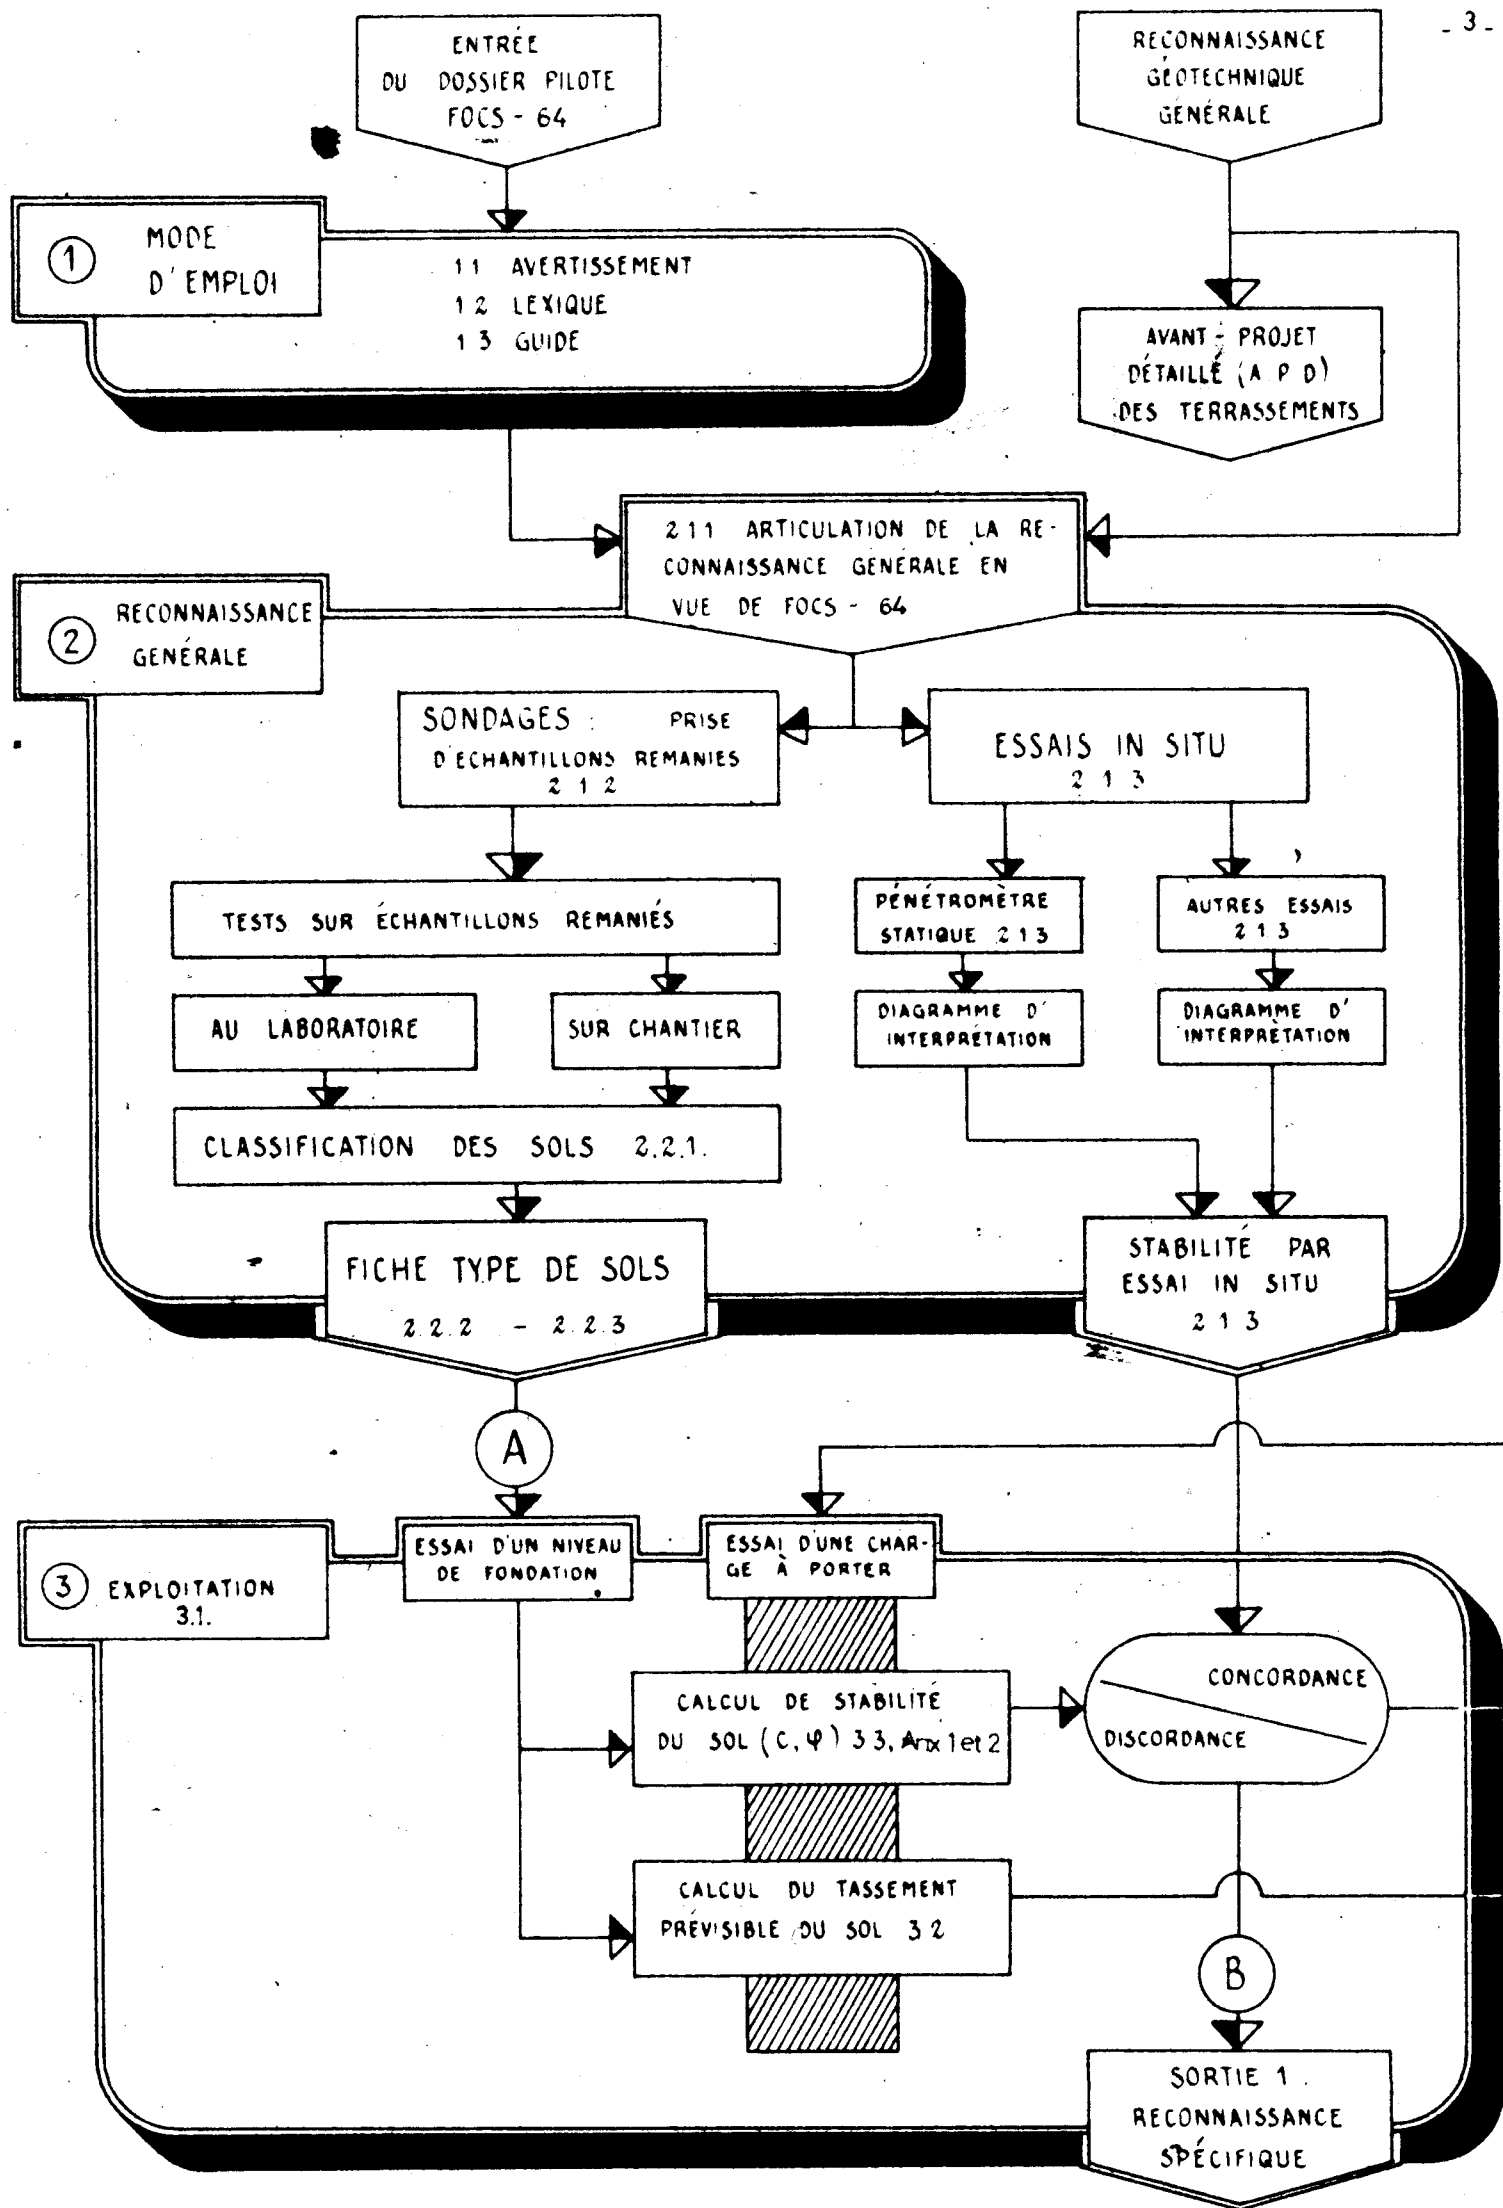 - 3 -
ENTRÉE
DU DOSSIER PILOTE
FOCS - 64
RECONNAISSANCE
GÉOTECHNIQUE
GÉNÉRALE
1
MODE
D'EMPLOI
1 1 AVERTISSEMENT
1 2 LEXIQUE
1 3 GUIDE
AVANT - PROJET
DÉTAILLÉ (A P D)
DES TERRASSEMENTS
2 1 1 ARTICULATION DE LA RE-
CONNAISSANCE GÉNÉRALE EN
VUE DE FOCS - 64
2
RECONNAISSANCE
GÉNÉRALE
SONDAGES : PRISE
D'ÉCHANTILLONS REMANIES
2 1 2
ESSAIS IN SITU
2 1 3
TESTS SUR ÉCHANTILLONS REMANIÉS
PÉNÉTROMÈTRE
STATIQUE 2 1 3
AUTRES ESSAIS
2 1 3
AU LABORATOIRE
SUR CHANTIER
DIAGRAMME D'
INTERPRÉTATION
DIAGRAMME D'
INTERPRÉTATION
CLASSIFICATION DES SOLS 2.2.1.
FICHE TYPE DE SOLS
2.2.2 - 2.2.3
STABILITÉ PAR
ESSAI IN SITU
2 1 3
A
3
EXPLOITATION
3.1.
ESSAI D'UN NIVEAU
DE FONDATION
ESSAI D'UNE CHAR-
GE À PORTER
CALCUL DE STABILITÉ
DU SOL (C, φ) 3 3, Anx 1 et 2
CONCORDANCE
DISCORDANCE
CALCUL DU TASSEMENT
PRÉVISIBLE DU SOL 3 2
B
SORTIE 1 .
RECONNAISSANCE
SPÉCIFIQUE